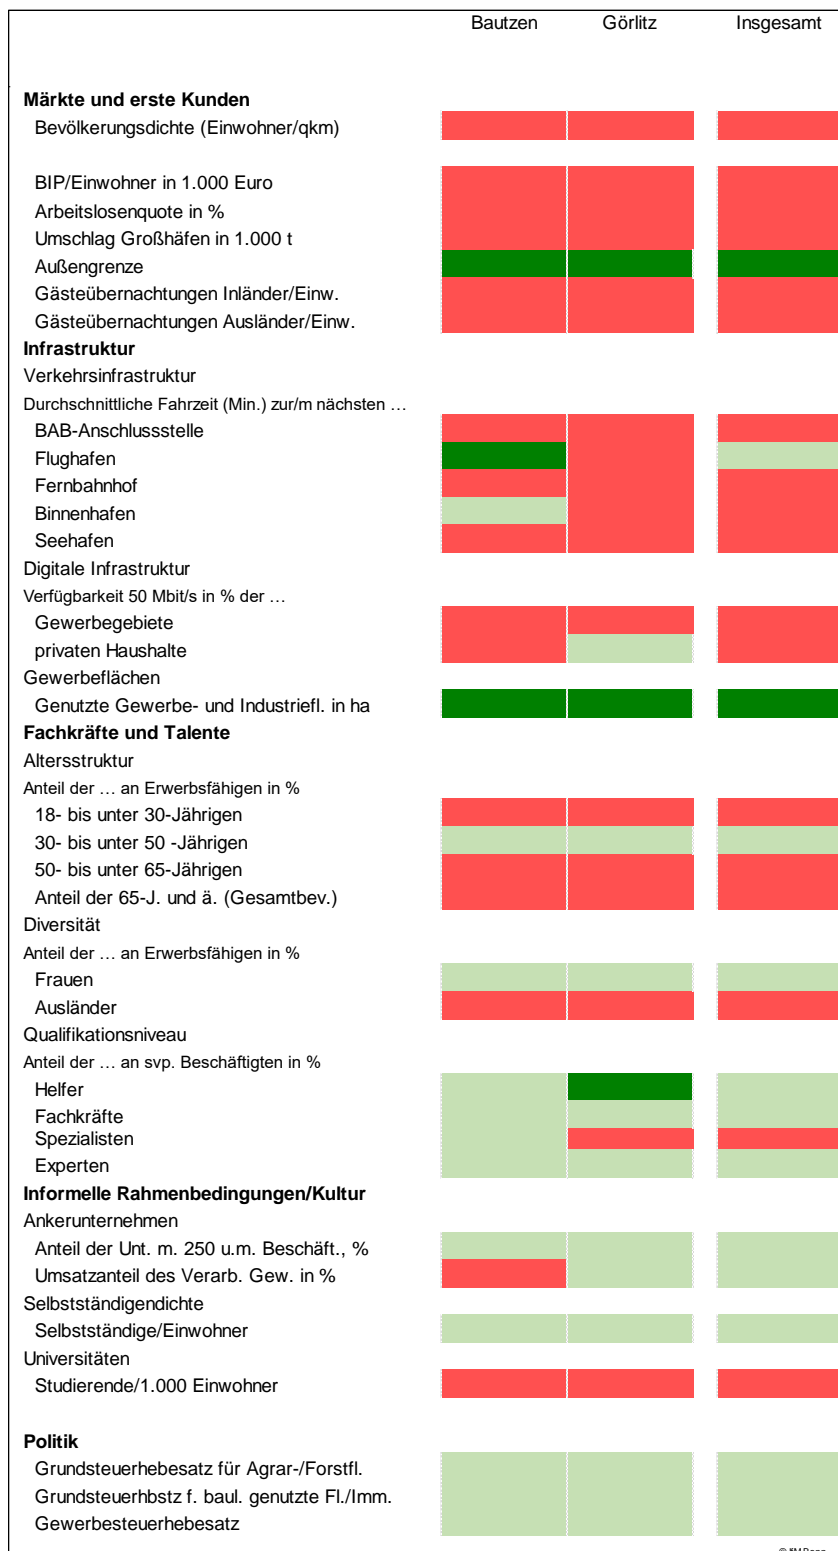 Bautzen Görlitz Insgesamt
Märkte und erste Kunden
Bevölkerungsdichte (Einwohner/qkm)
BIP/Einwohner in 1.000 Euro
Arbeitslosenquote in %
Umschlag Großhäfen in 1.000 t
Außengrenze
Gästeübernachtungen Inländer/Einw.
Gästeübernachtungen Ausländer/Einw.
Infrastruktur
Verkehrsinfrastruktur
Durchschnittliche Fahrzeit (Min.) zur/m nächsten …
BAB-Anschlussstelle
Flughafen
Fernbahnhof
Binnenhafen
Seehafen
Digitale Infrastruktur
Verfügbarkeit 50 Mbit/s in % der …
Gewerbegebiete
privaten Haushalte
Gewerbeflächen
Genutzte Gewerbe- und Industriefl. in ha
Fachkräfte und Talente
Altersstruktur
Anteil der … an Erwerbsfähigen in %
18- bis unter 30-Jährigen
30- bis unter 50 -Jährigen
50- bis unter 65-Jährigen
Anteil der 65-J. und ä. (Gesamtbev.)
Diversität
Anteil der … an Erwerbsfähigen in %
Frauen
Ausländer
Qualifikationsniveau
Anteil der … an svp. Beschäftigten in %
Helfer
Fachkräfte
Spezialisten
Experten
Informelle Rahmenbedingungen/Kultur
Ankerunternehmen
Anteil der Unt. m. 250 u.m. Beschäft., %
Umsatzanteil des Verarb. Gew. in %
Selbstständigendichte
Selbstständige/Einwohner
Universitäten
Studierende/1.000 Einwohner
Politik
Grundsteuerhebesatz für Agrar-/Forstfl.
Grundsteuerhbstz f. baul. genutzte Fl./Imm.
Gewerbesteuerhebesatz